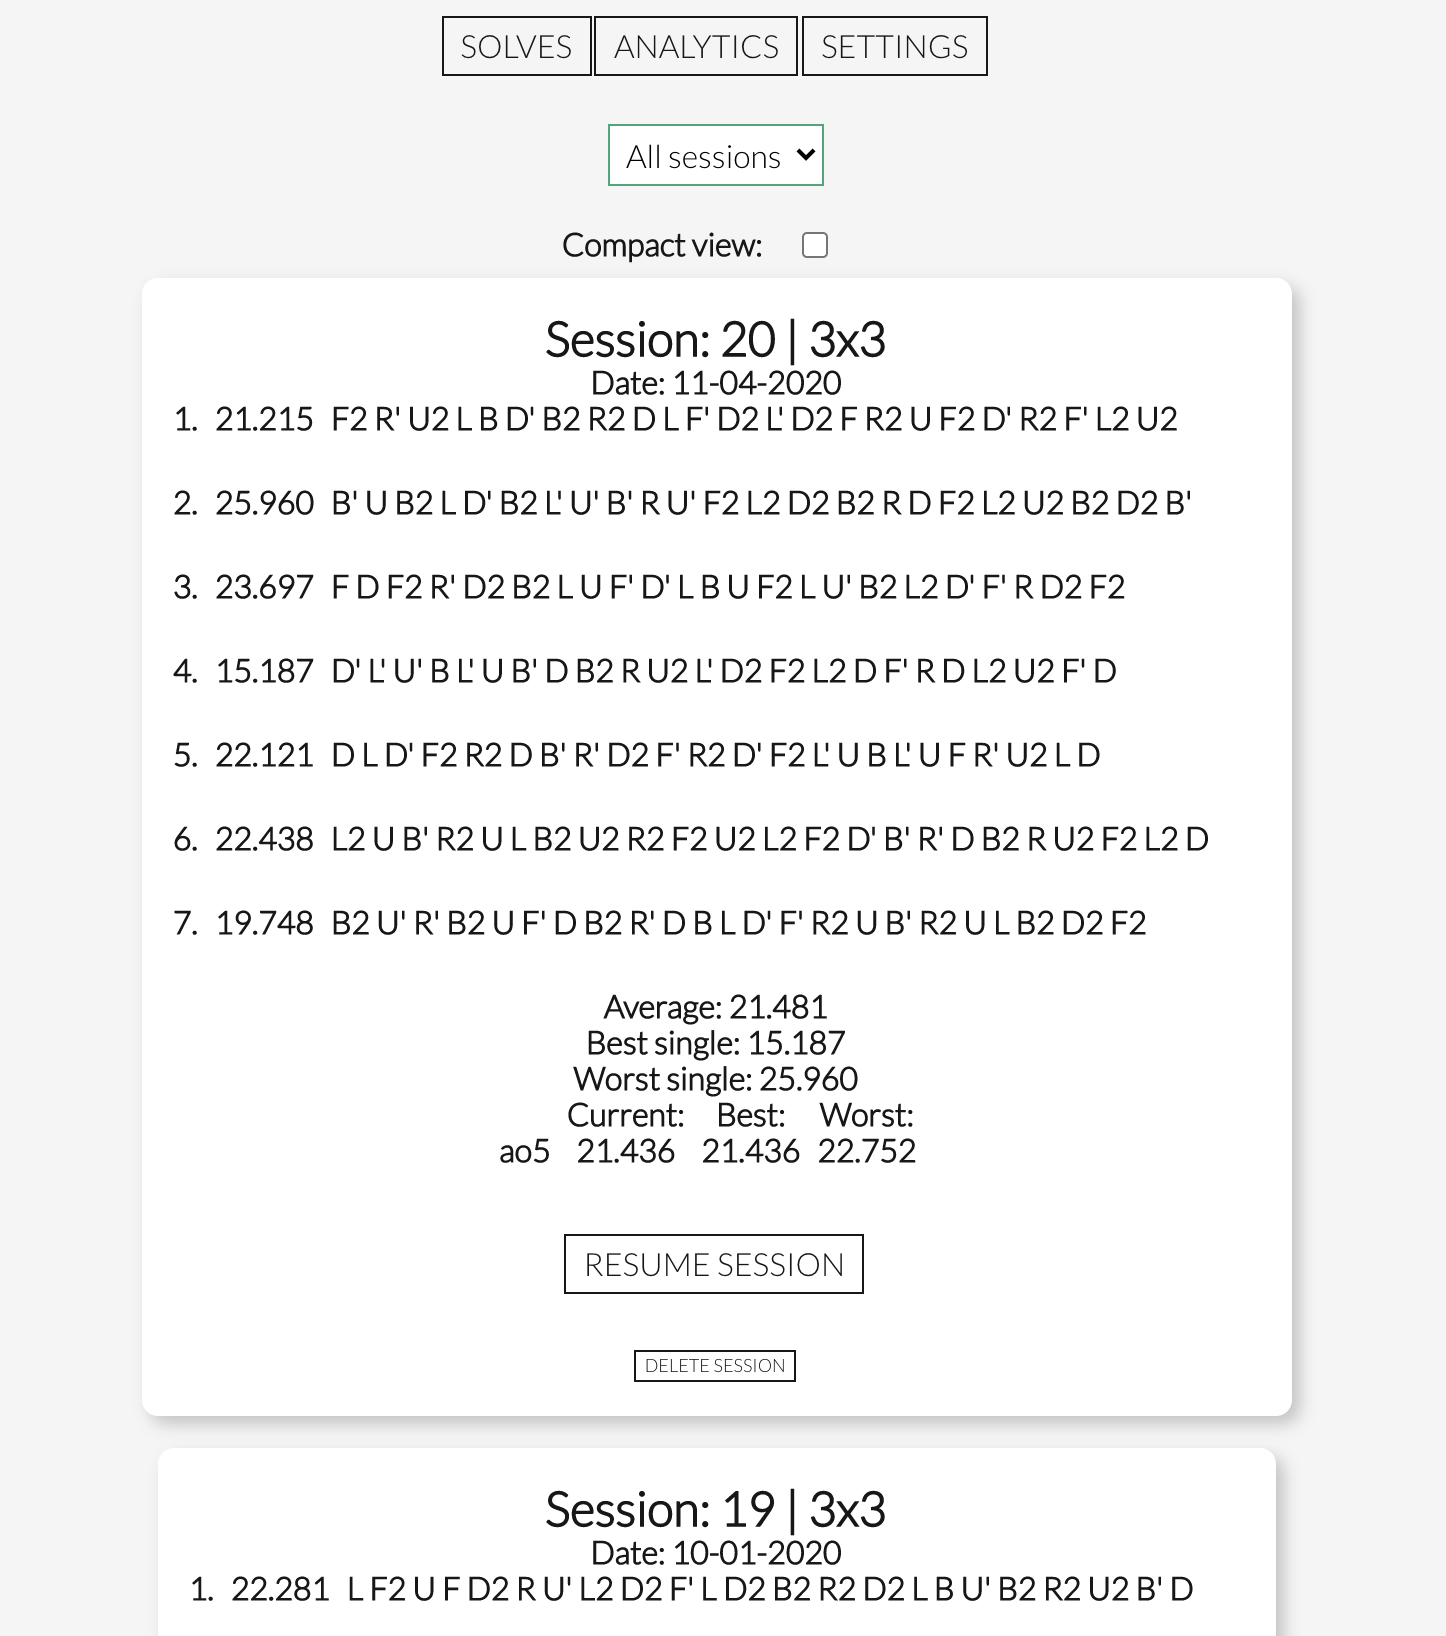 SOLVES ANALYTICS SETTINGS
All sessions
Compact view:
Session: 20 | 3x3
Date: 11-04-2020
1. 21.215 F2 R' U2 L B D' B2 R2 D L F' D2 L' D2 F R2 U F2 D' R2 F' L2 U2
2. 25.960 B' U B2 L D' B2 L' U' B' R U' F2 L2 D2 B2 R D F2 L2 U2 B2 D2 B'
3. 23.697 F D F2 R' D2 B2 L U F' D' L B U F2 L U' B2 L2 D' F' R D2 F2
4. 15.187 D' L' U' B L' U B' D B2 R U2 L' D2 F2 L2 D F' R D L2 U2 F' D
5. 22.121 D L D' F2 R2 D B' R' D2 F' R2 D' F2 L' U B L' U F R' U2 L D
6. 22.438 L2 U B' R2 U L B2 U2 R2 F2 U2 L2 F2 D' B' R' D B2 R U2 F2 L2 D
7. 19.748 B2 U' R' B2 U F' D B2 R' D B L D' F' R2 U B' R2 U L B2 D2 F2
Average: 21.481
Best single: 15.187
Worst single: 25.960
Current: Best: Worst:
ao5 21.436 21.436 22.752
RESUME SESSION
DELETE SESSION
Session: 19 | 3x3
Date: 10-01-2020
1. 22.281 L F2 U F D2 R U' L2 D2 F' L D2 B2 R2 D2 L B U' B2 R2 U2 B' D